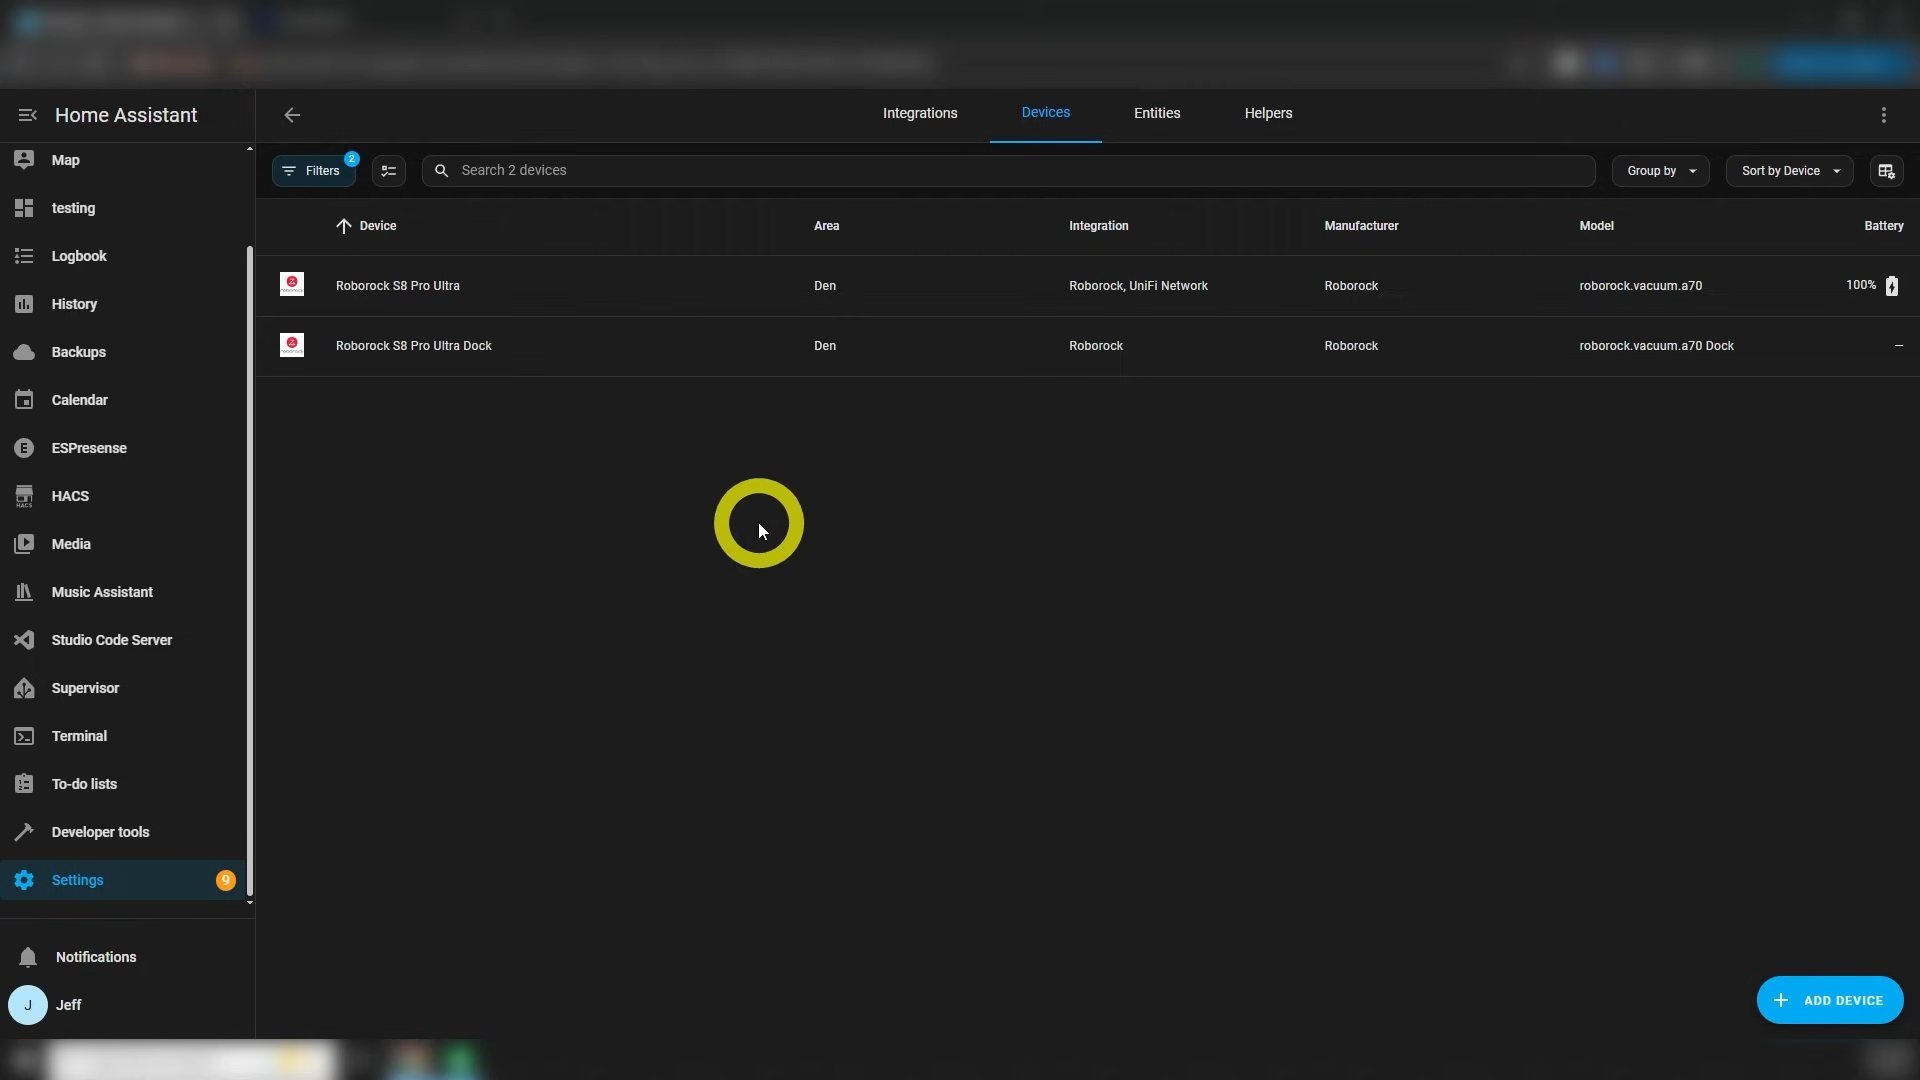 Home Assistant
Integrations
Devices
Entities
Helpers
Map
testing
Logbook
History
Backups
Calendar
ESPresense
HACS
Media
Music Assistant
Studio Code Server
Supervisor
Terminal
To-do lists
Developer tools
Settings
9
Notifications
J
Jeff
Filters
2
Search 2 devices
Group by
Sort by Device
Device Area Integration Manufacturer Model Battery
Roborock S8 Pro Ultra Den Roborock, UniFi Network Roborock roborock.vacuum.a70 100%
Roborock S8 Pro Ultra Dock Den Roborock Roborock roborock.vacuum.a70 Dock –
ADD DEVICE